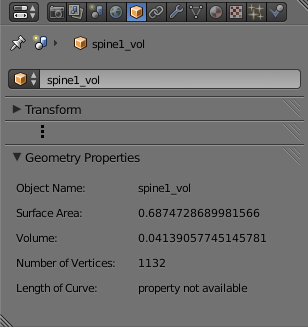 spine1_vol
spine1_vol
Transform
Geometry Properties
Object Name: spine1_vol
Surface Area: 0.6874728689981566
Volume: 0.04139057745145781
Number of Vertices: 1132
Length of Curve: property not available